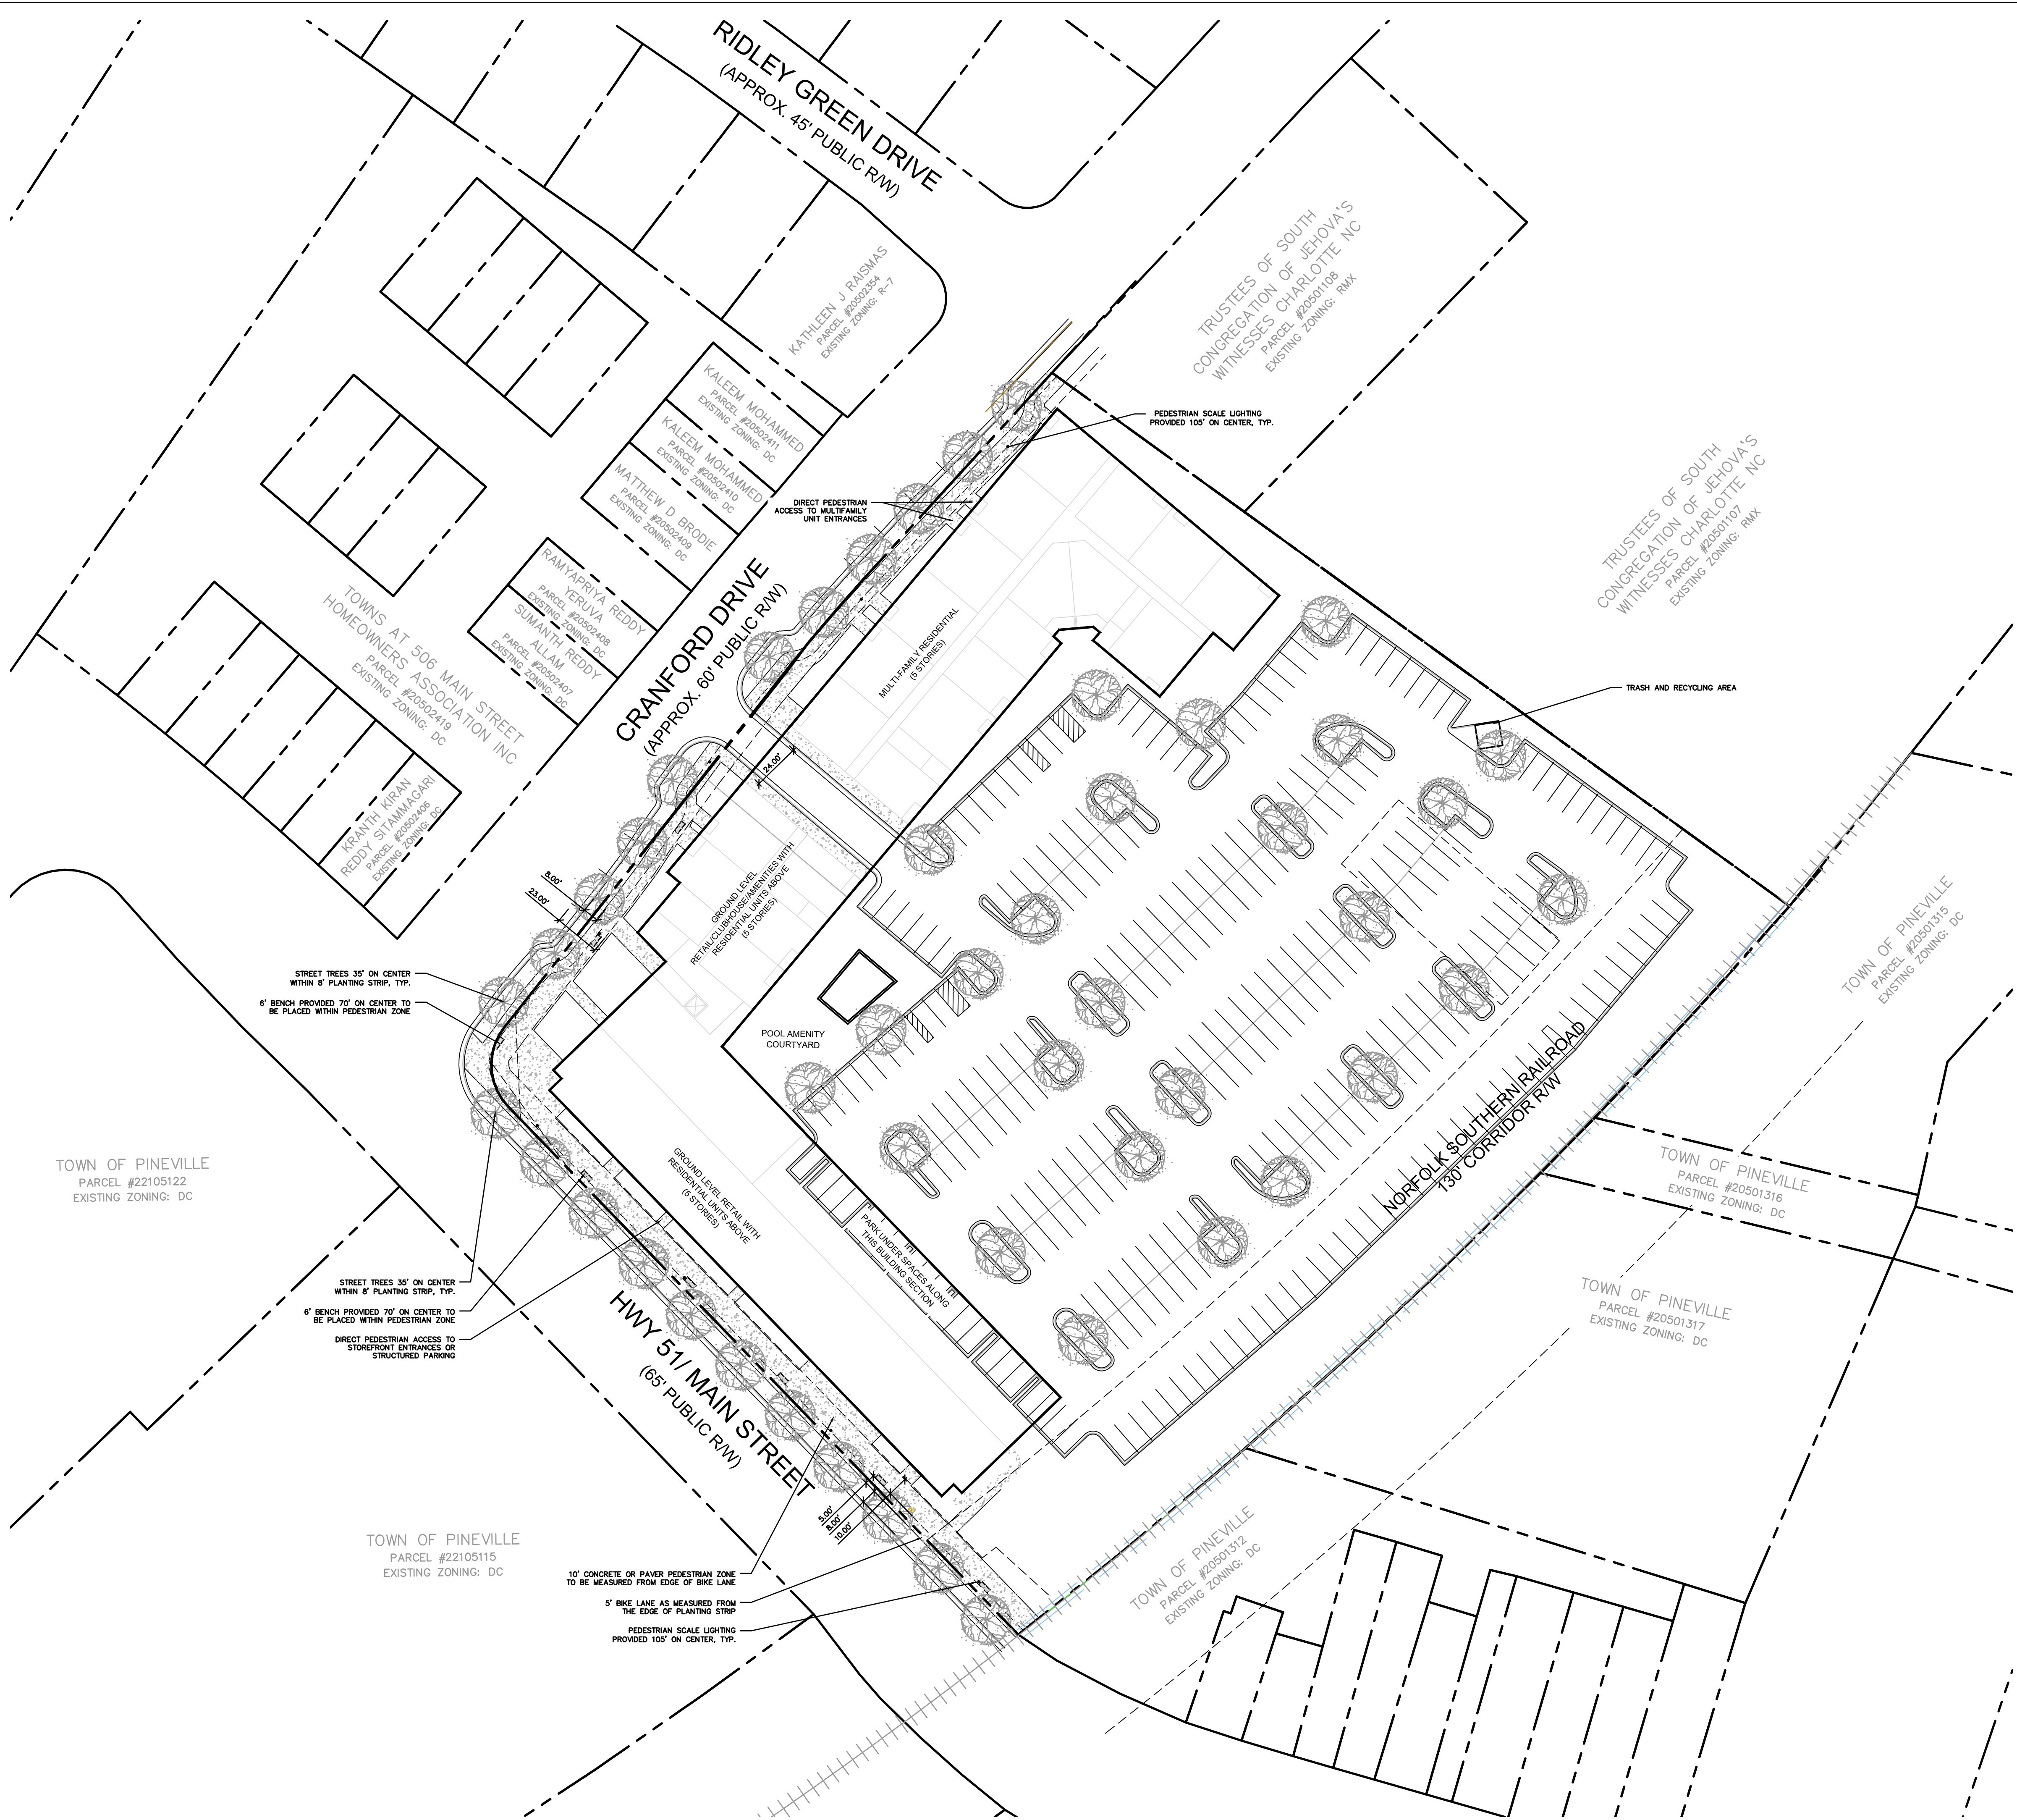 RIDLEY GREEN DRIVE
(APPROX. 45' PUBLIC R/W)
KATHLEEN J RAISMAS
PARCEL #20502354
EXISTING ZONING: R-7
TRUSTEES OF SOUTH
CONGREGATION OF JEHOVA'S
WITNESSES CHARLOTTE NC
PARCEL #20501108
EXISTING ZONING: RMX
TRUSTEES OF SOUTH
CONGREGATION OF JEHOVA'S
WITNESSES CHARLOTTE NC
PARCEL #20501107
EXISTING ZONING: RMX
KALEEM MOHAMMED
PARCEL #20502411
EXISTING ZONING: DC
KALEEM MOHAMMED
PARCEL #20502410
EXISTING ZONING: DC
MATTHEW D BRODIE
PARCEL #20502409
EXISTING ZONING: DC
RAMYAPRIYA REDDY
YERUVA
PARCEL #20502408
EXISTING ZONING: DC
SUMANTH REDDY
ALLAM
PARCEL #20502407
EXISTING ZONING: DC
TOWNS AT 506 MAIN STREET
HOMEOWNERS ASSOCIATION INC
PARCEL #20502419
EXISTING ZONING: DC
KRANTH KIRAN
REDDY SITAMMAGARI
PARCEL #20502406
EXISTING ZONING: DC
PEDESTRIAN SCALE LIGHTING
PROVIDED 105' ON CENTER, TYP.
DIRECT PEDESTRIAN
ACCESS TO MULTIFAMILY
UNIT ENTRANCES
CRANFORD DRIVE
(APPROX. 60' PUBLIC R/W)
MULTI-FAMILY RESIDENTIAL
(5 STORIES)
TRASH AND RECYCLING AREA
24.00'
8.00'
23.00'
GROUND LEVEL
RETAIL/CLUBHOUSE/AMENITIES WITH
RESIDENTIAL UNITS ABOVE
(5 STORIES)
STREET TREES 35' ON CENTER
WITHIN 8' PLANTING STRIP, TYP.
6' BENCH PROVIDED 70' ON CENTER TO
BE PLACED WITHIN PEDESTRIAN ZONE
POOL AMENITY
COURTYARD
TOWN OF PINEVILLE
PARCEL #20501315
EXISTING ZONING: DC
NORFOLK SOUTHERN RAILROAD
130' CORRIDOR R/W
TOWN OF PINEVILLE
PARCEL #22105122
EXISTING ZONING: DC
GROUND LEVEL RETAIL WITH
RESIDENTIAL UNITS ABOVE
(5 STORIES)
TOWN OF PINEVILLE
PARCEL #20501316
EXISTING ZONING: DC
PARK UNDER SPACES ALONG
THIS BUILDING SECTION
STREET TREES 35' ON CENTER
WITHIN 8' PLANTING STRIP, TYP.
6' BENCH PROVIDED 70' ON CENTER TO
BE PLACED WITHIN PEDESTRIAN ZONE
DIRECT PEDESTRIAN ACCESS TO
STOREFRONT ENTRANCES OR
STRUCTURED PARKING
TOWN OF PINEVILLE
PARCEL #20501317
EXISTING ZONING: DC
HWY 51/ MAIN STREET
(65' PUBLIC R/W)
5.00'
8.00'
10.00'
TOWN OF PINEVILLE
PARCEL #22105115
EXISTING ZONING: DC
10' CONCRETE OR PAVER PEDESTRIAN ZONE
TO BE MEASURED FROM EDGE OF BIKE LANE
5' BIKE LANE AS MEASURED FROM
THE EDGE OF PLANTING STRIP
PEDESTRIAN SCALE LIGHTING
PROVIDED 105' ON CENTER, TYP.
TOWN OF PINEVILLE
PARCEL #20501312
EXISTING ZONING: DC